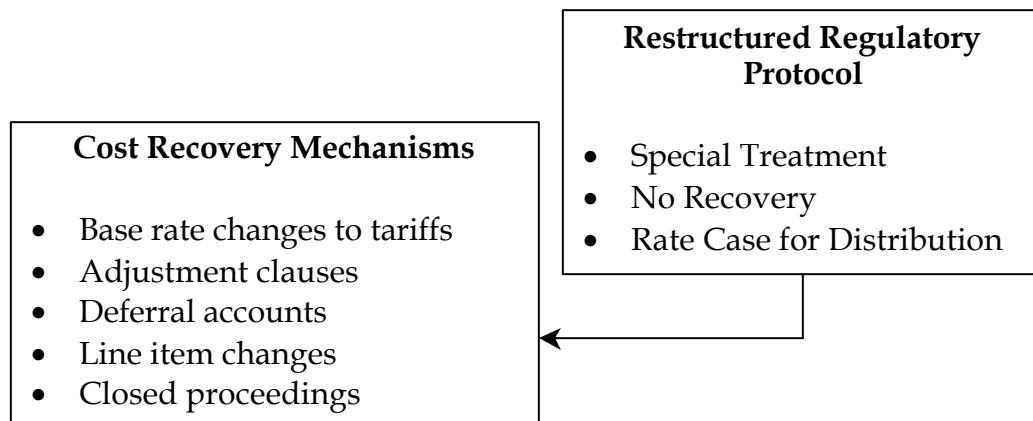 Restructured Regulatory
Protocol
• Special Treatment
• No Recovery
• Rate Case for Distribution
Cost Recovery Mechanisms
• Base rate changes to tariffs
• Adjustment clauses
• Deferral accounts
• Line item changes
• Closed proceedings